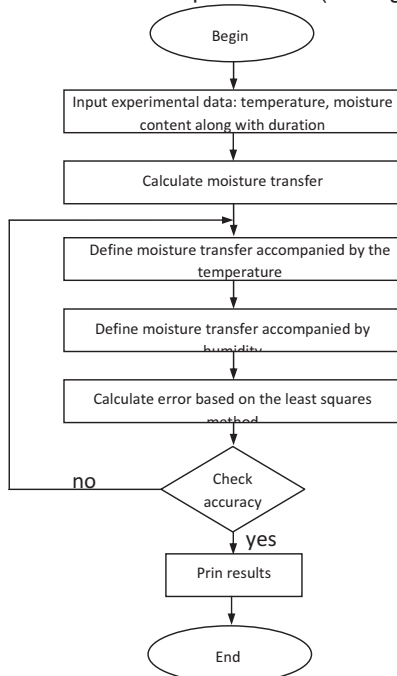 Begin
Input experimental data: temperature, moisture
content along with duration
Calculate moisture transfer
Define moisture transfer accompanied by the
temperature
Define moisture transfer accompanied by
humidity
Calculate error based on the least squares
method
Check
accuracy
no
yes
Prin results
End